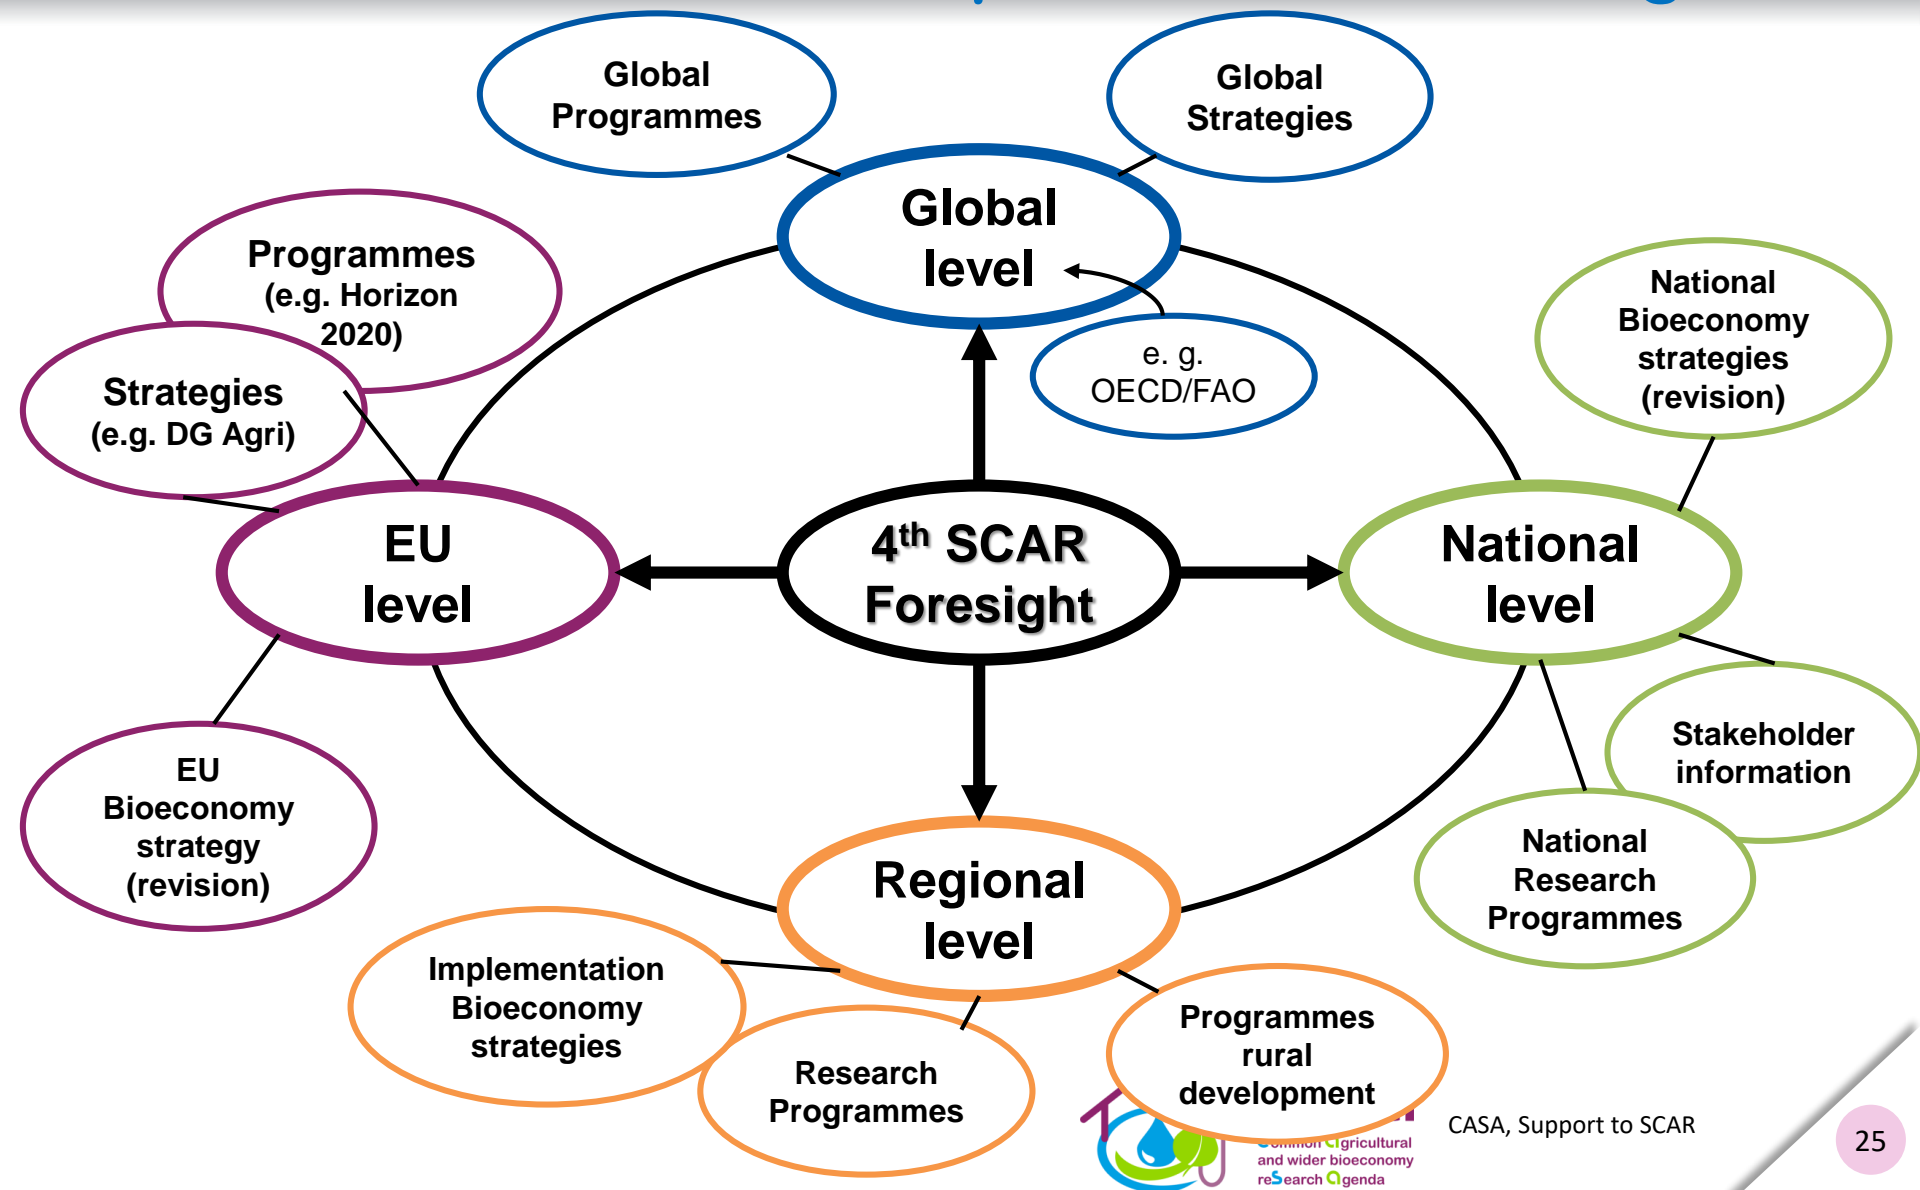 Global
Programmes
Global
Strategies
Global
level
Programmes
(e.g. Horizon
2020)
Strategies
(e.g. DG Agri)
e. g.
OECD/FAO
National
Bioeconomy
strategies
(revision)
EU
level
4th SCAR
Foresight
National
level
EU
Bioeconomy
strategy
(revision)
Stakeholder
information
National
Research
Programmes
Regional
level
Implementation
Bioeconomy
strategies
Research
Programmes
Programmes
rural
development
Common agricultural
and wider bioeconomy
reSearch agenda
CASA, Support to SCAR
25